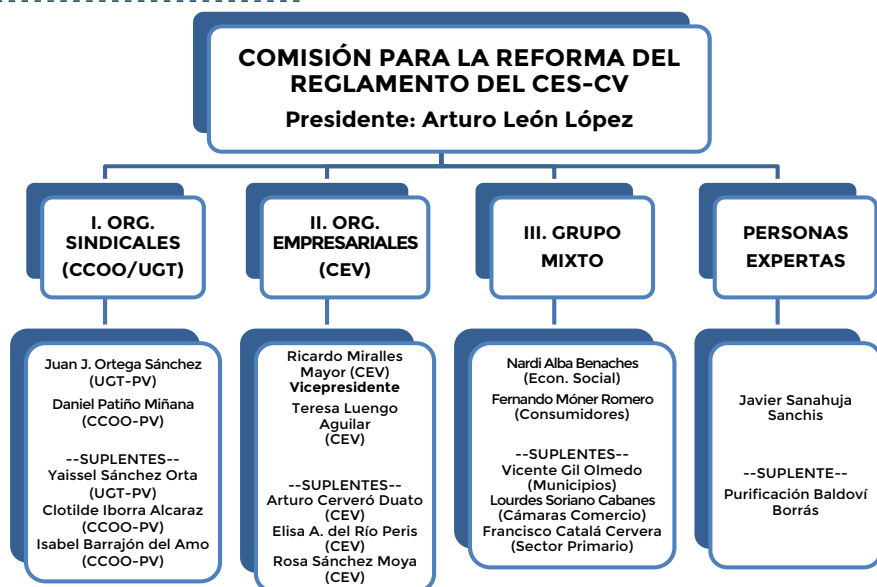 COMISIÓN PARA LA REFORMA DEL
REGLAMENTO DEL CES-CV
Presidente: Arturo León López
I. ORG.
SINDICALES
(CCOO/UGT)
II. ORG.
EMPRESARIALES
(CEV)
III. GRUPO
MIXTO
PERSONAS
EXPERTAS
Juan J. Ortega Sánchez
(UGT-PV)
Daniel Patiño Miñana
(CCOO-PV)
--SUPLENTES--
Yaissel Sánchez Orta
(UGT-PV)
Clotilde Iborra Alcaraz
(CCOO-PV)
Isabel Barrajón del Amo
(CCOO-PV)
Ricardo Miralles
Mayor (CEV)
Vicepresidente
Teresa Luengo
Aguilar
(CEV)
--SUPLENTES--
Arturo Cerveró Duato
(CEV)
Elisa A. del Río Peris
(CEV)
Rosa Sánchez Moya
(CEV)
Nardi Alba Benaches
(Econ. Social)
Fernando Móner Romero
(Consumidores)
--SUPLENTES--
Vicente Gil Olmedo
(Municipios)
Lourdes Soriano Cabanes
(Cámaras Comercio)
Francisco Catalá Cervera
(Sector Primario)
Javier Sanahuja
Sanchis
--SUPLENTE--
Purificación Baldoví
Borrás